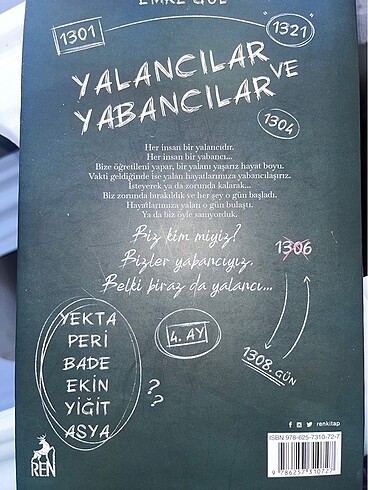 EMRE GÜL
1301
1321
YALANCILAR VE
YABANCILAR
1304
Her insan bir yalancıdır.
Her insan bir yabancı...
Bize öğretileni yapar, bir yalanı yaşarız hayat boyu.
Vakti geldiğinde ise yalan hayatlarımıza yabancılaşırız.
İsteyerek ya da zorunda kalarak...
Biz zorunda bırakıldık ve her şey o gün başladı.
Hayatlarımıza yalan o gün bulaştı.
Ya da biz öyle sanıyorduk.
Biz kim miyiz?
Bizler yabancıyız.
Belki biraz da yalancı...
1306
YEKTA
PERİ
BADE
EKİN
YİĞİT
ASYA
4. AY
1308. GÜN
? ?
renkitap
ISBN 978-625-7310-72-7
9 786257 310727
REN